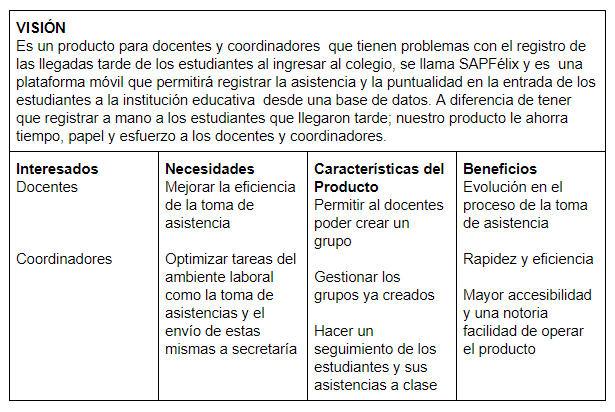 VISIÓN
Es un producto para docentes y coordinadores  que tienen problemas con el registro de
las llegadas tarde de los estudiantes al ingresar al colegio, se llama SAPFélix y es  una
plataforma móvil que permitirá registrar la asistencia y la puntualidad en la entrada de los
estudiantes a la institución educativa  desde una base de datos. A diferencia de tener
que registrar a mano a los estudiantes que llegaron tarde; nuestro producto le ahorra
tiempo, papel y esfuerzo a los docentes y coordinadores.
Interesados
Docentes
Coordinadores
Necesidades
Mejorar la eficiencia
de la toma de
asistencia
Optimizar tareas del
ambiente laboral
como la toma de
asistencias y el
envío de estas
mismas a secretaría
Características del
Producto
Permitir al docentes
poder crear un
grupo
Gestionar los
grupos ya creados
Hacer un
seguimiento de los
estudiantes y sus
asistencias a clase
Beneficios
Evolución en el
proceso de la toma
de asistencia
Rapidez y eficiencia
Mayor accesibilidad
y una notoria
facilidad de operar
el producto